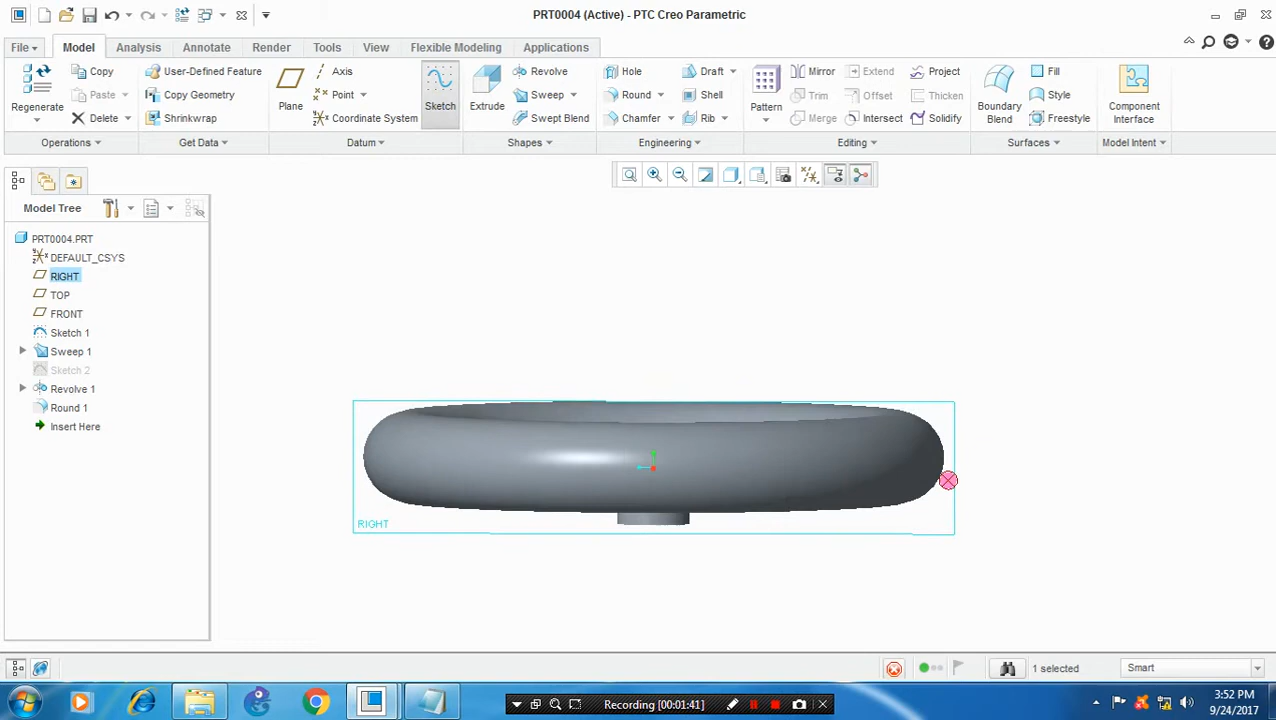 PRT0004 (Active) - PTC Creo Parametric
File Model Analysis Annotate Render Tools View Flexible Modeling Applications
Regenerate
Copy
Paste
Delete
Operations
User-Defined Feature
Copy Geometry
Shrinkwrap
Get Data
Plane
Axis
Point
Coordinate System
Datum
Sketch
Extrude
Revolve
Sweep
Swept Blend
Shapes
Hole
Round
Chamfer
Draft
Shell
Rib
Engineering
Pattern
Mirror
Trim
Merge
Extend
Offset
Intersect
Project
Thicken
Solidify
Editing
Boundary
Blend
Fill
Style
Freestyle
Surfaces
Component
Interface
Model Intent
Model Tree
PRT0004.PRT
DEFAULT_CSYS
RIGHT
TOP
FRONT
Sketch 1
Sweep 1
Sketch 2
Revolve 1
Round 1
Insert Here
RIGHT
1 selected
Smart
Recording [00:01:41]
3:52 PM
9/24/2017